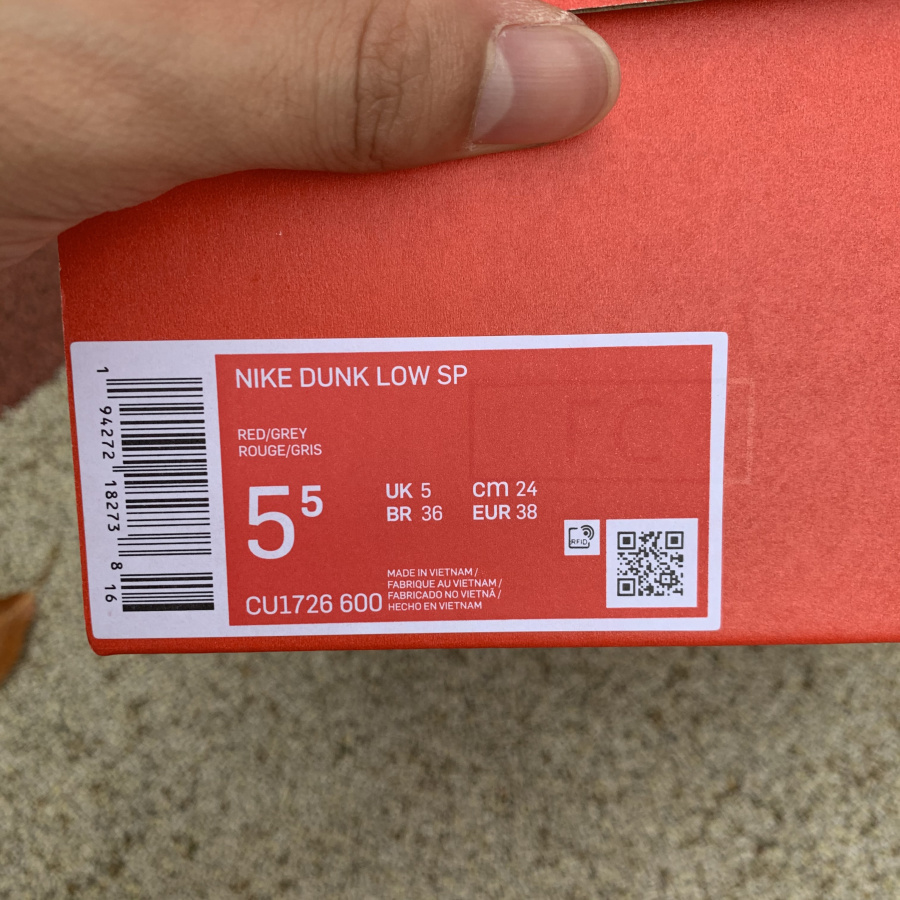 NIKE DUNK LOW SP
RED/GREY
ROUGE/GRIS
5⁵
UK 5
cm 24
BR 36
EUR 38
RFID
CU1726 600
MADE IN VIETNAM /
FABRIQUE AU VIETNAM /
FABRICADO NO VIETNÃ /
HECHO EN VIETNAM
1 94272 18273 8 16